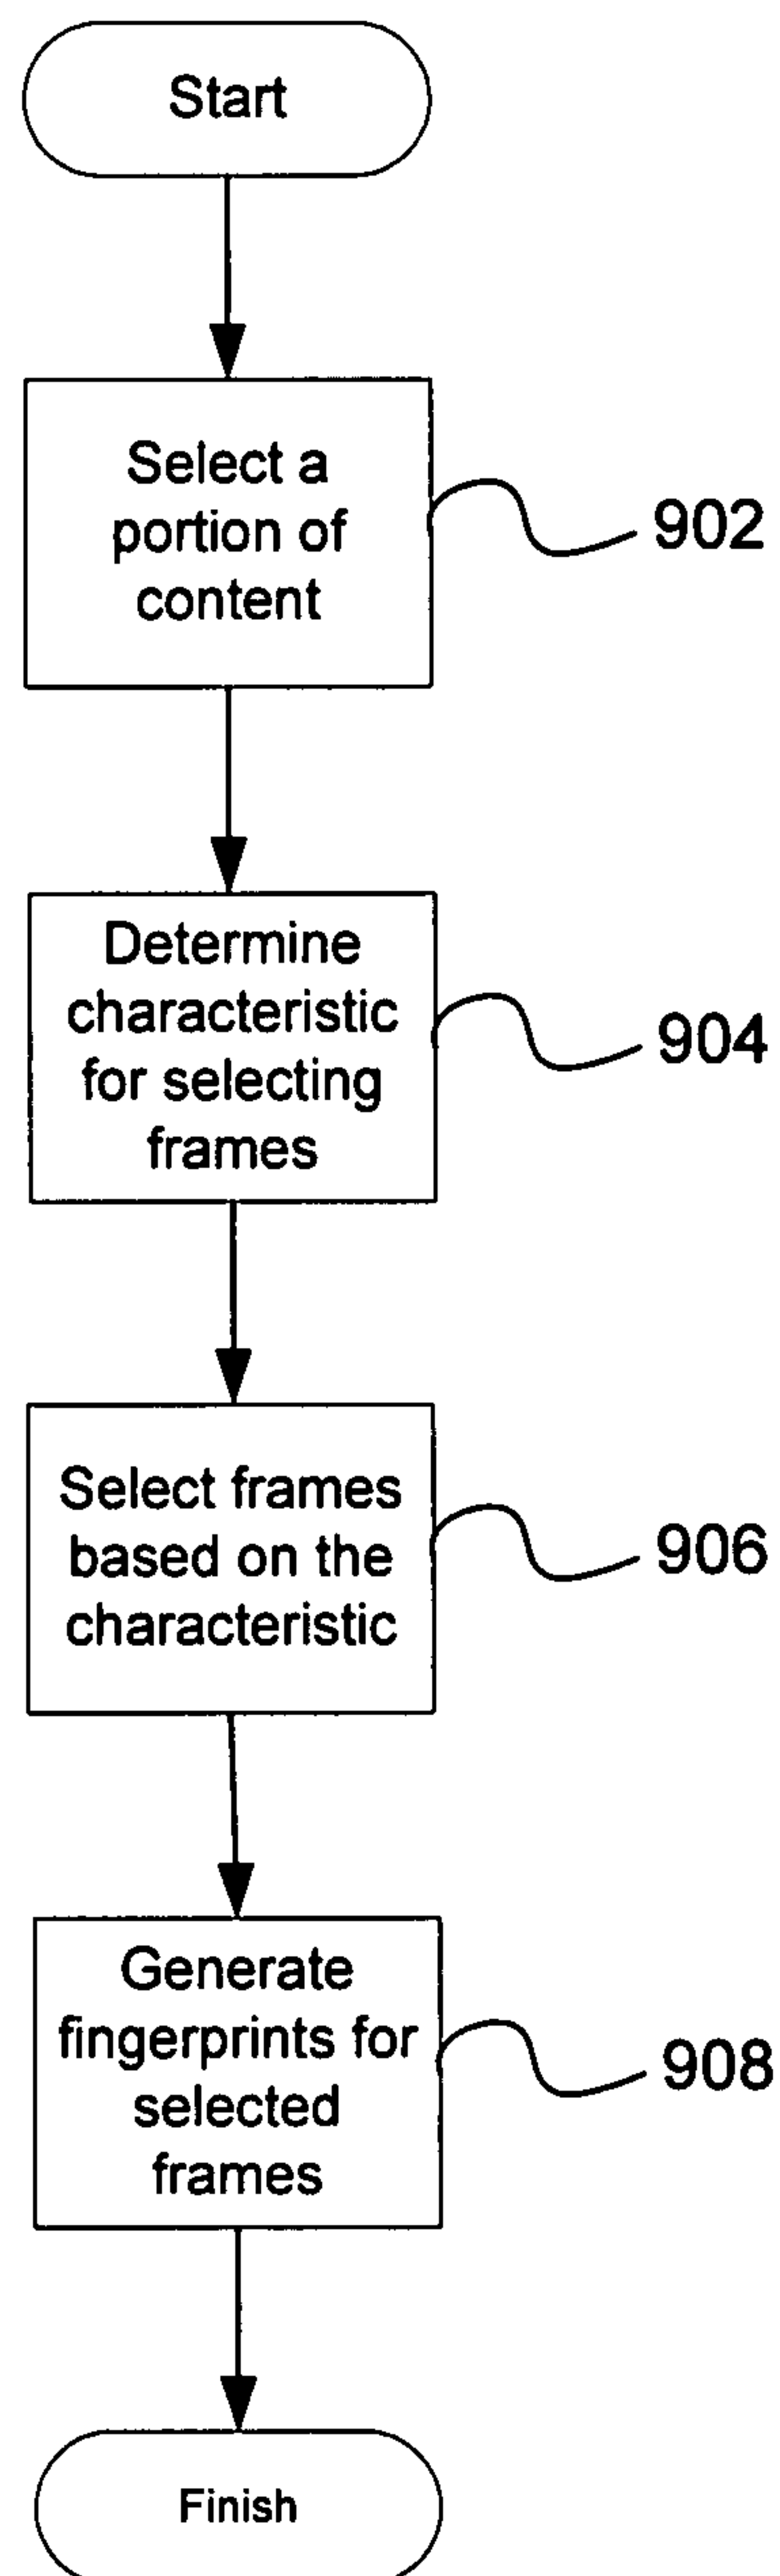 Start
Select a
portion of
content
902
Determine
characteristic
for selecting
frames
904
Select frames
based on the
characteristic
906
Generate
fingerprints for
selected
frames
908
Finish